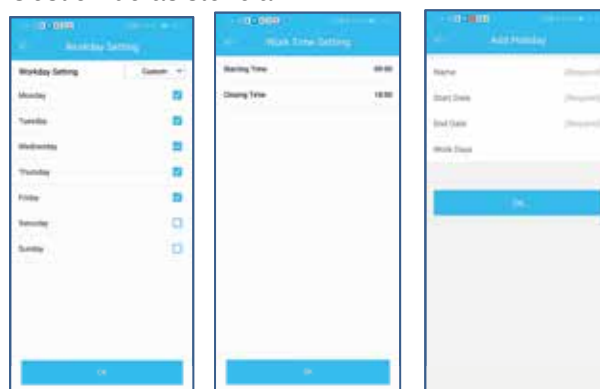 Workday Setting
Workday Setting Custom
Monday
Tuesday
Wednesday
Thursday
Friday
Saturday
Sunday
OK
Work Time Setting
Starting Time 09:00
Closing Time 18:00
OK
Add Holiday
Name (Required)
Start Date (Required)
End Date (Required)
Work Days